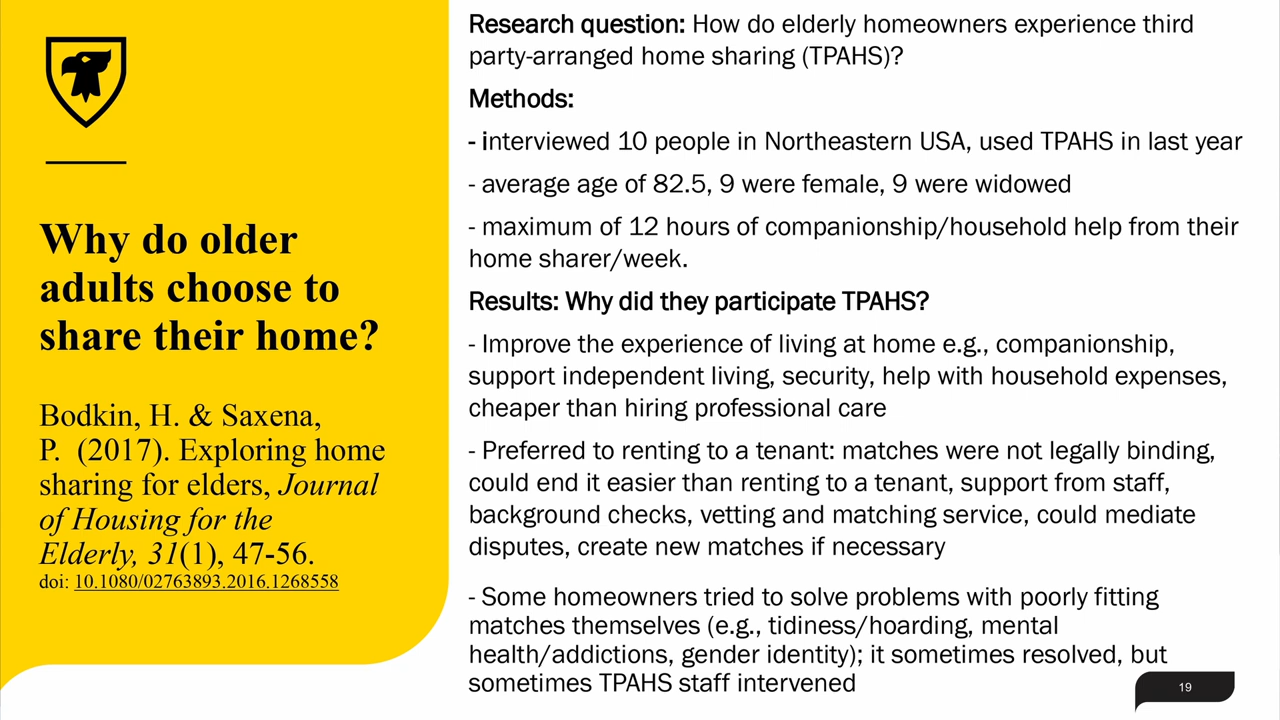 Why do older
adults choose to
share their home?
Bodkin, H. & Saxena,
P. (2017). Exploring home
sharing for elders, Journal
of Housing for the
Elderly, 31(1), 47-56.
doi: 10.1080/02763893.2016.1268558
Research question: How do elderly homeowners experience third
party-arranged home sharing (TPAHS)?
Methods:
- interviewed 10 people in Northeastern USA, used TPAHS in last year
- average age of 82.5, 9 were female, 9 were widowed
- maximum of 12 hours of companionship/household help from their
home sharer/week.
Results: Why did they participate TPAHS?
- Improve the experience of living at home e.g., companionship,
support independent living, security, help with household expenses,
cheaper than hiring professional care
- Preferred to renting to a tenant: matches were not legally binding,
could end it easier than renting to a tenant, support from staff,
background checks, vetting and matching service, could mediate
disputes, create new matches if necessary
- Some homeowners tried to solve problems with poorly fitting
matches themselves (e.g., tidiness/hoarding, mental
health/addictions, gender identity); it sometimes resolved, but
sometimes TPAHS staff intervened
19